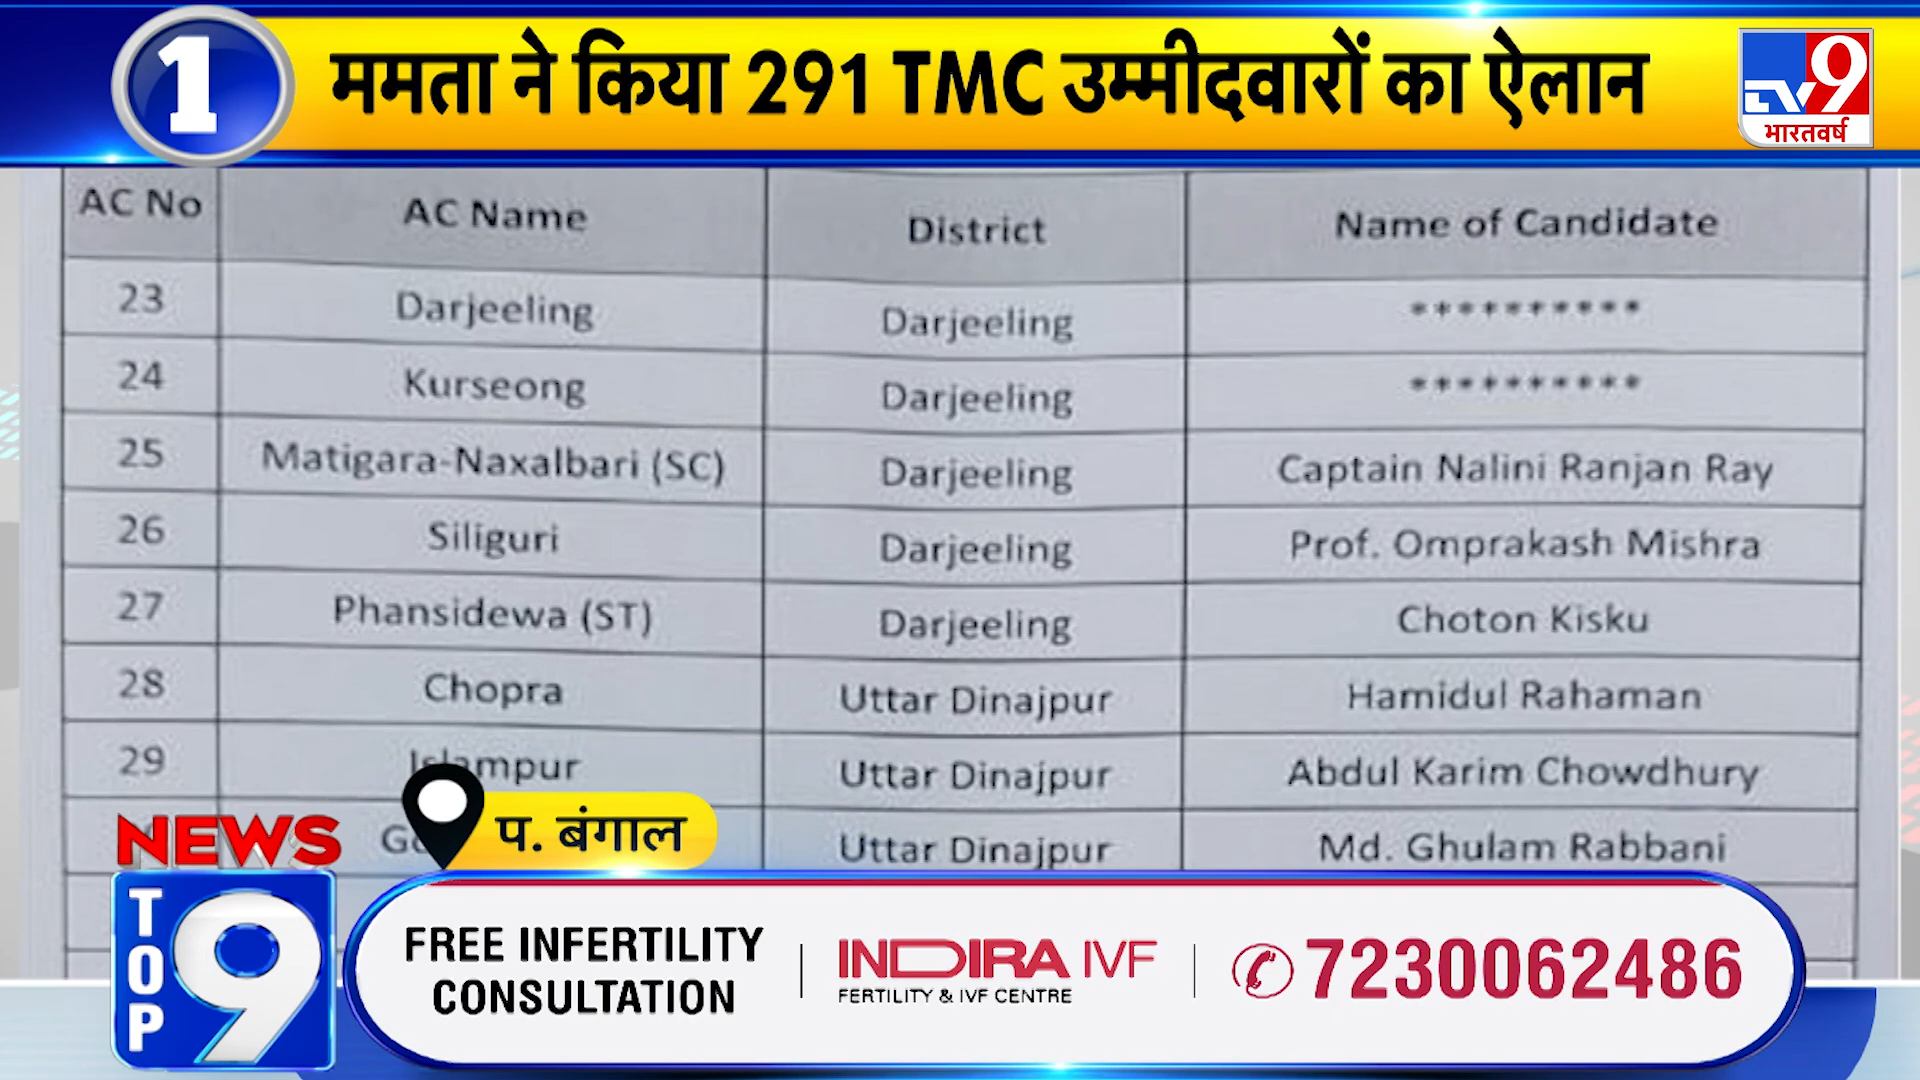 1
ममता ने किया 291 TMC उम्मीदवारों का ऐलान
TV9
भारतवर्ष
AC No AC Name District Name of Candidate
23 Darjeeling Darjeeling **********
24 Kurseong Darjeeling **********
25 Matigara-Naxalbari (SC) Darjeeling Captain Nalini Ranjan Ray
26 Siliguri Darjeeling Prof. Omprakash Mishra
27 Phansidewa (ST) Darjeeling Choton Kisku
28 Chopra Uttar Dinajpur Hamidul Rahaman
29 Islampur Uttar Dinajpur Abdul Karim Chowdhury
Uttar Dinajpur Md. Ghulam Rabbani
प. बंगाल
NEWS
TOP 9
FREE INFERTILITY
CONSULTATION
INDIRA IVF
FERTILITY & IVF CENTRE
7230062486